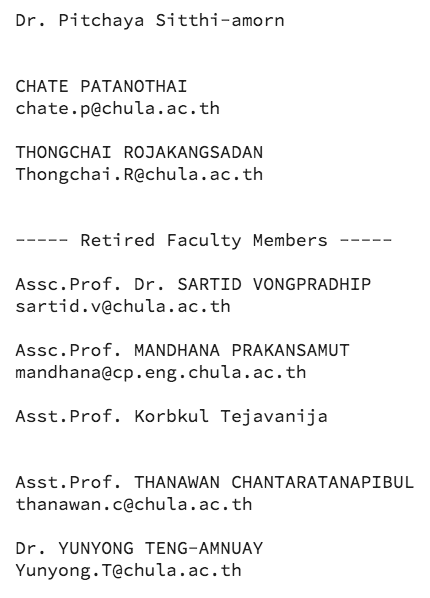 Dr. Pitchaya Sitthi-amorn
CHATE PATANOTHAI
chate.p@chula.ac.th
THONGCHAI ROJAKANGSADAN
Thongchai.R@chula.ac.th
----- Retired Faculty Members -----
Assc.Prof. Dr. SARTID VONGPRADHIP
sartid.v@chula.ac.th
Assc.Prof. MANDHANA PRAKANSAMUT
mandhana@cp.eng.chula.ac.th
Asst.Prof. Korbkul Tejavanija
Asst.Prof. THANAWAN CHANTARATANAPIBUL
thanawan.c@chula.ac.th
Dr. YUNYONG TENG-AMNUAY
Yunyong.T@chula.ac.th